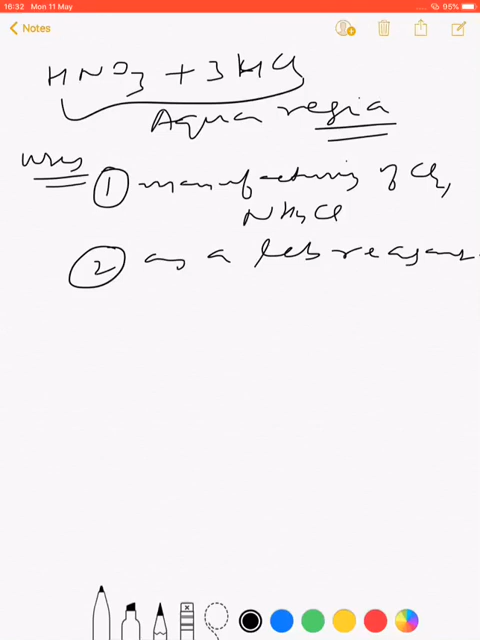 16:32 Mon 11 May 95%
Notes
HNO3 + 3HCl
Aqua regia
uses
① manufacturing of Cl2,
NH4Cl
② as a lab